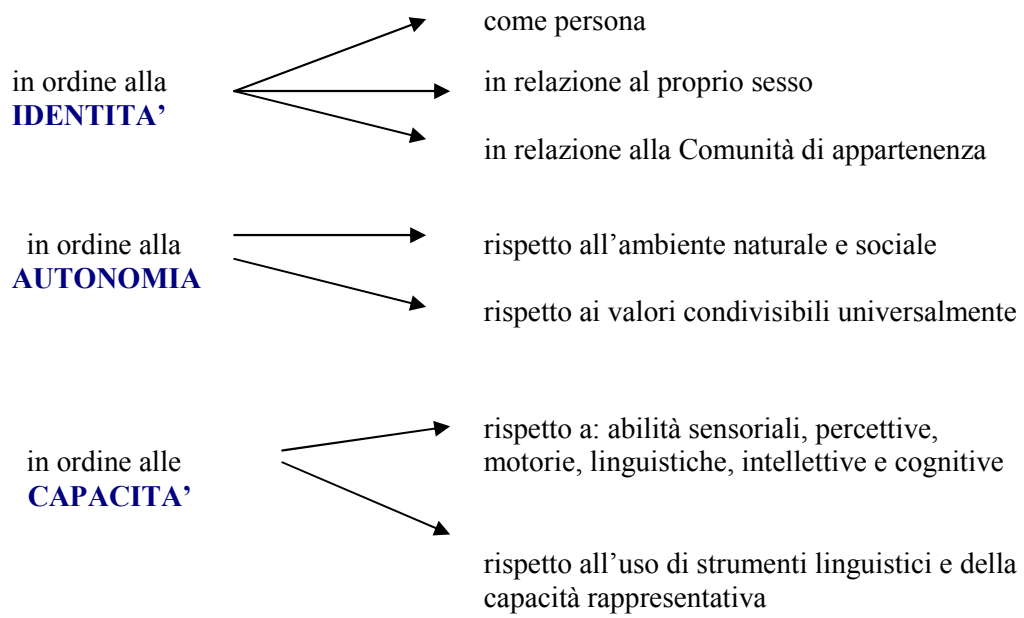 come persona
in ordine alla
IDENTITA’
in relazione al proprio sesso
in relazione alla Comunità di appartenenza
in ordine alla
AUTONOMIA
rispetto all’ambiente naturale e sociale
rispetto ai valori condivisibili universalmente
in ordine alle
CAPACITA’
rispetto a: abilità sensoriali, percettive,
motorie, linguistiche, intellettive e cognitive
rispetto all’uso di strumenti linguistici e della
capacità rappresentativa